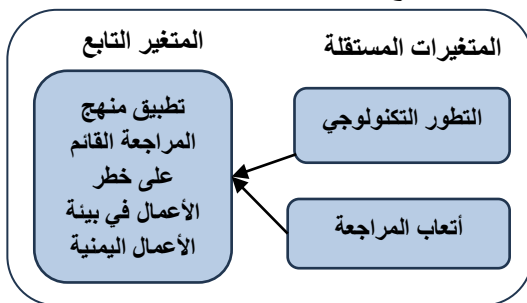 المتغيرات المستقلة
المتغير التابع
التطور التكنولوجي
أتعاب المراجعة
تطبيق منهج
المراجعة القائم
على خطر
الأعمال في بيئة
الأعمال اليمنية